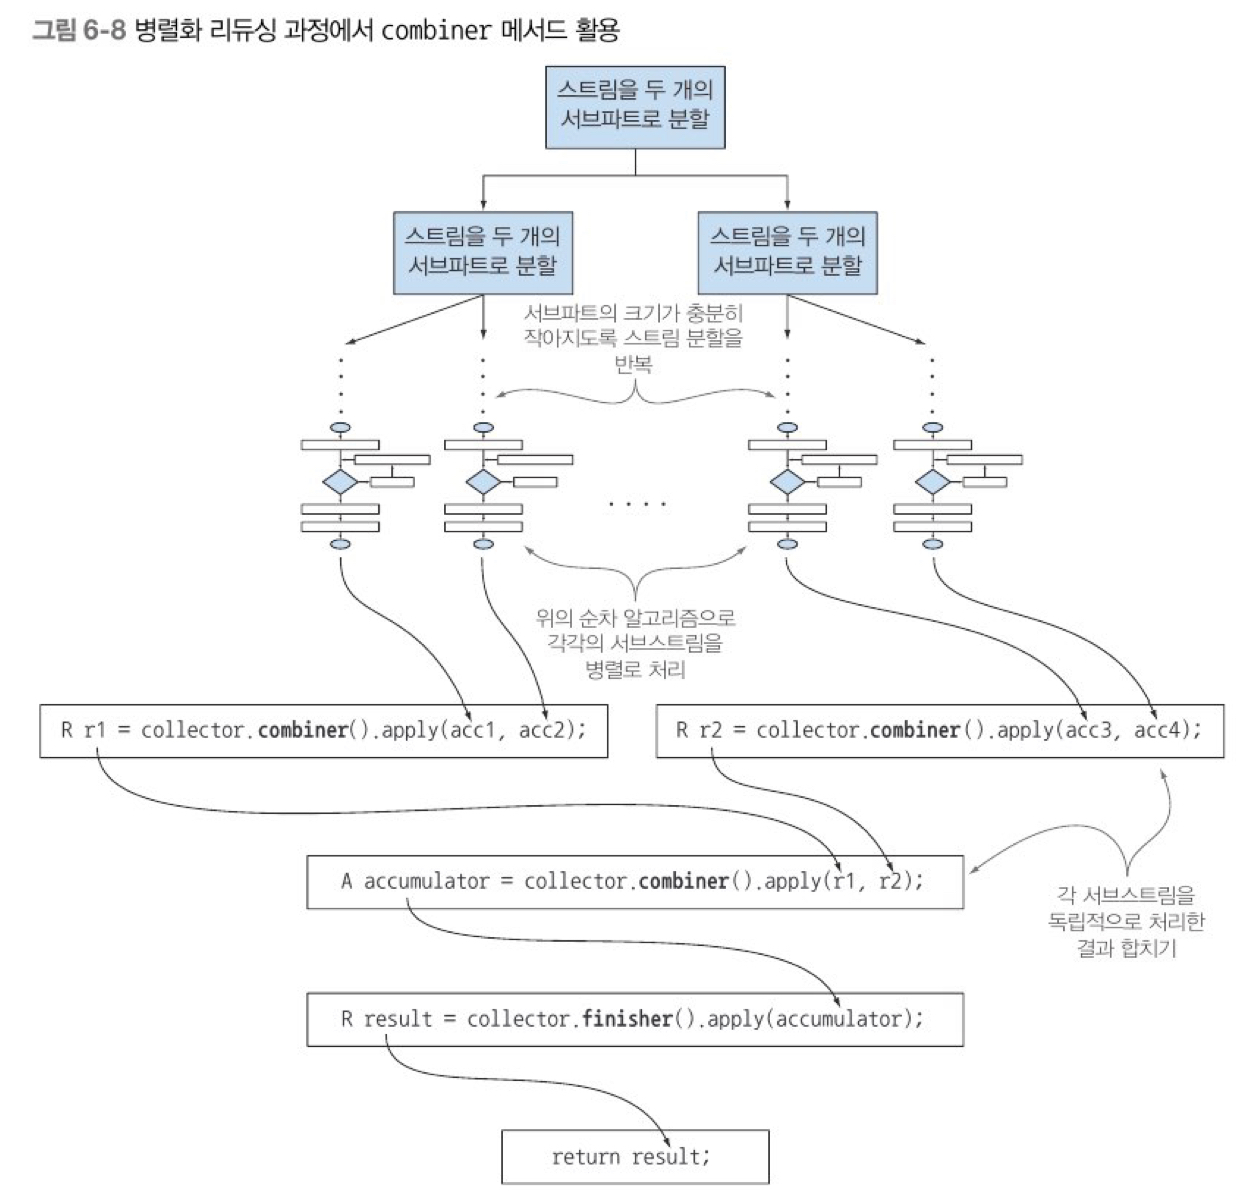 그림 6-8 병렬화 리듀싱 과정에서 combiner 메서드 활용
스트림을 두 개의
서브파트로 분할
스트림을 두 개의
서브파트로 분할
스트림을 두 개의
서브파트로 분할
서브파트의 크기가 충분히
작아지도록 스트림 분할을
반복
위의 순차 알고리즘으로
각각의 서브스트림을
병렬로 처리
R r1 = collector.combiner().apply(acc1, acc2);
R r2 = collector.combiner().apply(acc3, acc4);
A accumulator = collector.combiner().apply(r1, r2);
각 서브스트림을
독립적으로 처리한
결과 합치기
R result = collector.finisher().apply(accumulator);
return result;